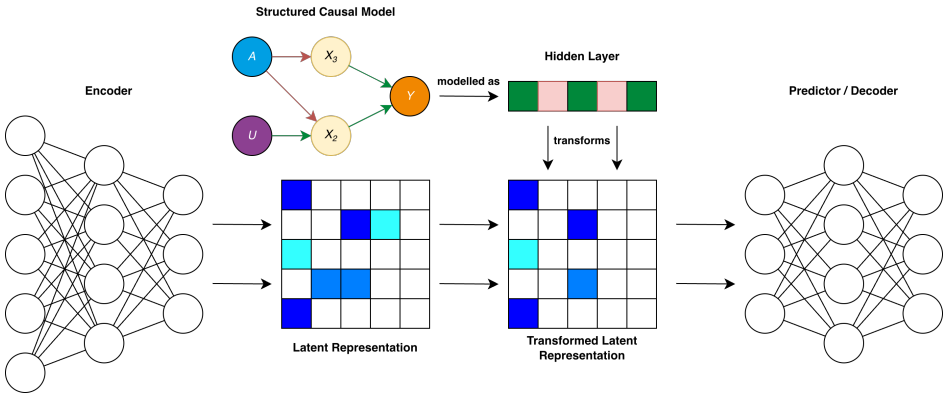 Structured Causal Model
A
X3
Y
U
X2
modelled as
Hidden Layer
transforms
Encoder
Predictor / Decoder
Latent Representation
Transformed Latent
Representation